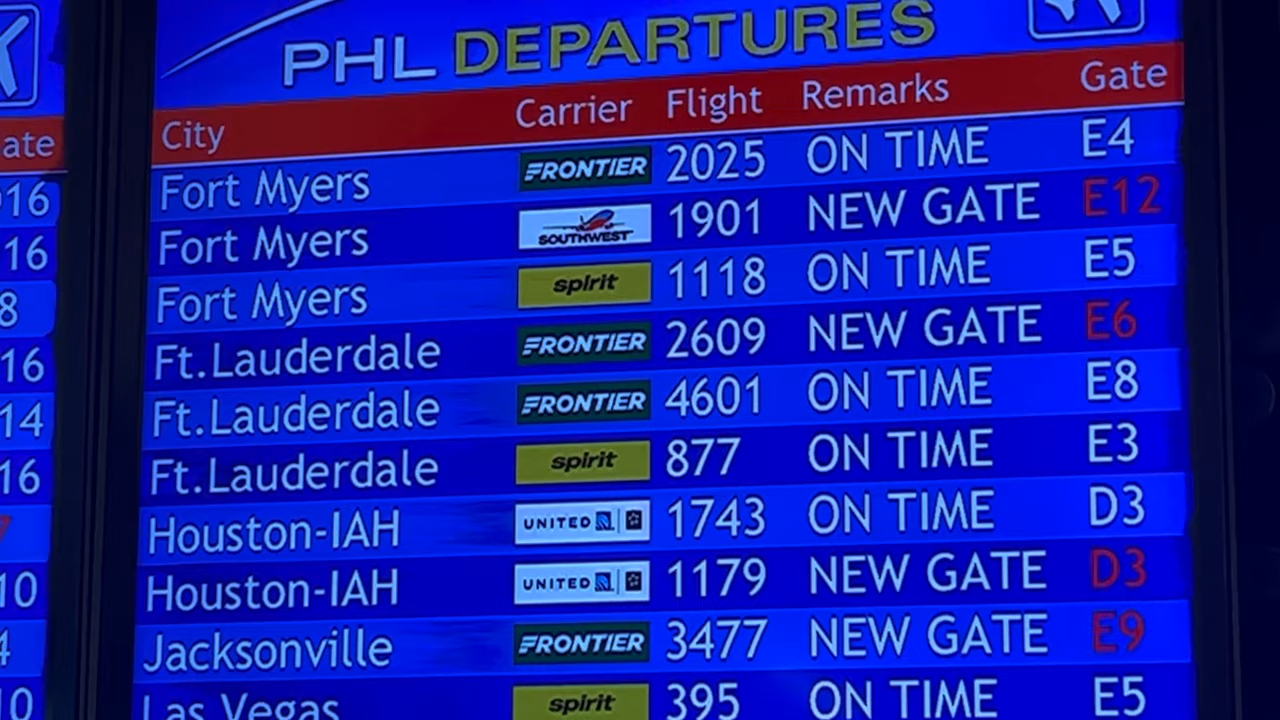 PHL DEPARTURES
City Carrier Flight Remarks Gate
Fort Myers FRONTIER 2025 ON TIME E4
Fort Myers SOUTHWEST 1901 NEW GATE E12
Fort Myers spirit 1118 ON TIME E5
Ft.Lauderdale FRONTIER 2609 NEW GATE E6
Ft.Lauderdale FRONTIER 4601 ON TIME E8
Ft.Lauderdale spirit 877 ON TIME E3
Houston-IAH UNITED 1743 ON TIME D3
Houston-IAH UNITED 1179 NEW GATE D3
Jacksonville FRONTIER 3477 NEW GATE E9
Las Vegas spirit 395 ON TIME E5